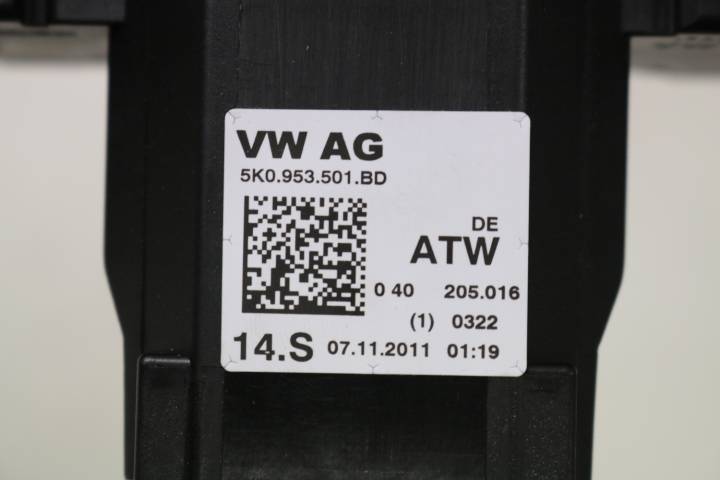 VW AG
5K0.953.501.BD
DE
ATW
0 40 205.016
(1) 0322
14.S 07.11.2011 01:19